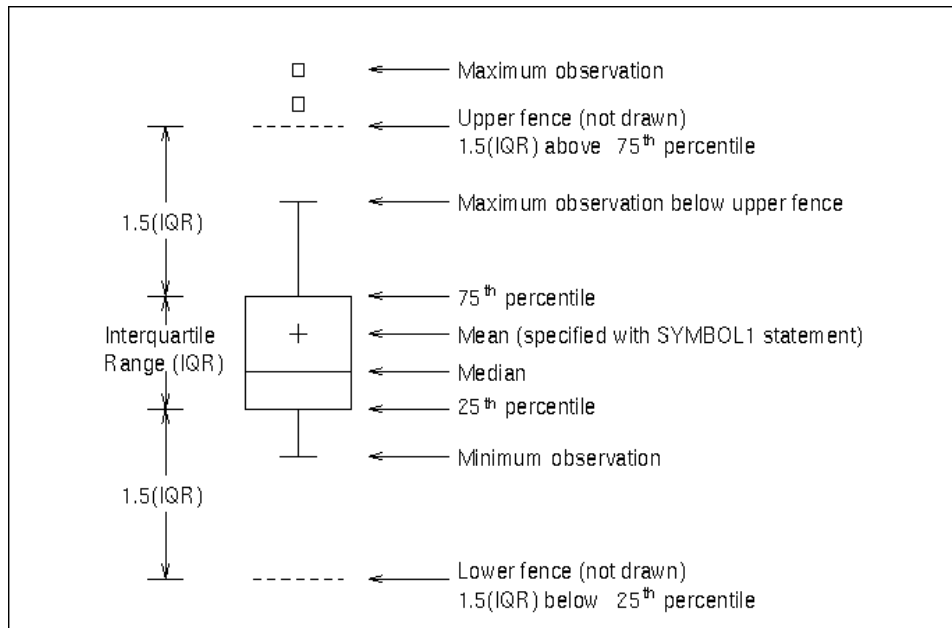 Maximum observation
Upper fence (not drawn)
1.5(IQR) above 75th percentile
Maximum observation below upper fence
1.5(IQR)
75th percentile
Interquartile
Range (IQR)
Mean (specified with SYMBOL1 statement)
Median
25th percentile
Minimum observation
1.5(IQR)
Lower fence (not drawn)
1.5(IQR) below 25th percentile